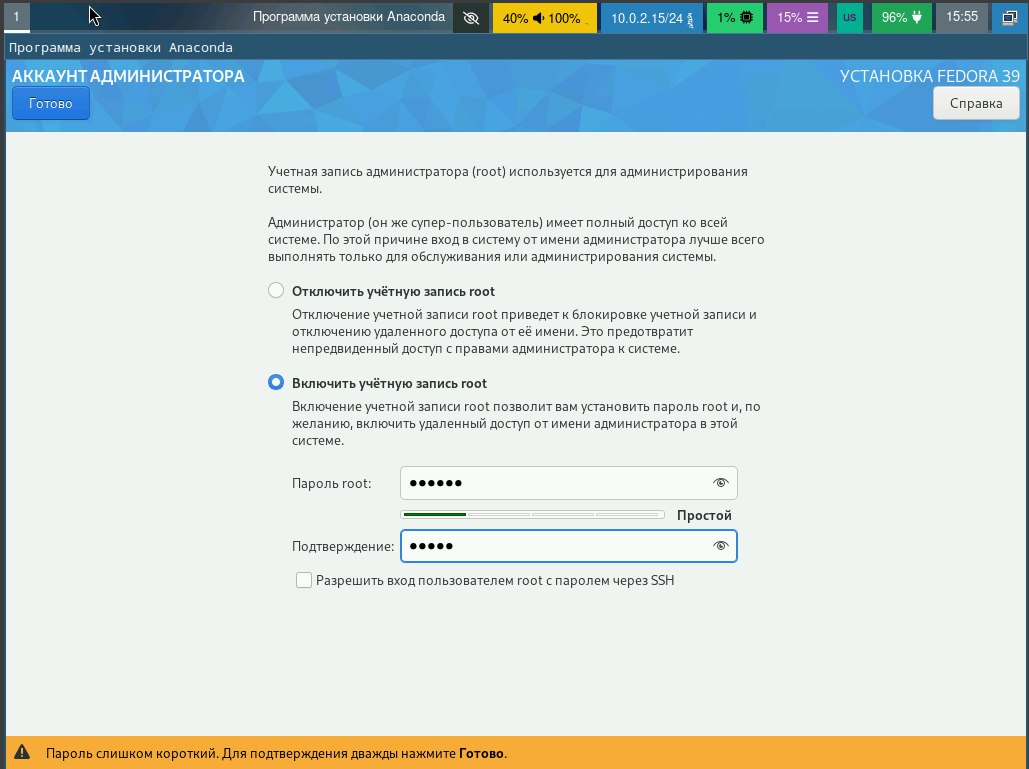 1
Программа установки Anaconda
40% 100%
10.0.2.15/24
1%
15%
us
96%
15:55
Программа установки Anaconda
АККАУНТ АДМИНИСТРАТОРА
УСТАНОВКА FEDORA 39
Готово
Справка
Учетная запись администратора (root) используется для администрирования
системы.
Администратор (он же супер-пользователь) имеет полный доступ ко всей
системе. По этой причине вход в систему от имени администратора лучше всего
выполнять только для обслуживания или администрирования системы.
Отключить учётную запись root
Отключение учетной записи root приведет к блокировке учетной записи и
отключению удаленного доступа от её имени. Это предотвратит
непредвиденный доступ с правами администратора к системе.
Включить учётную запись root
Включение учетной записи root позволит вам установить пароль root и, по
желанию, включить удаленный доступ от имени администратора в этой
системе.
Пароль root:
Простой
Подтверждение:
Разрешить вход пользователем root с паролем через SSH
Пароль слишком короткий. Для подтверждения дважды нажмите Готово.